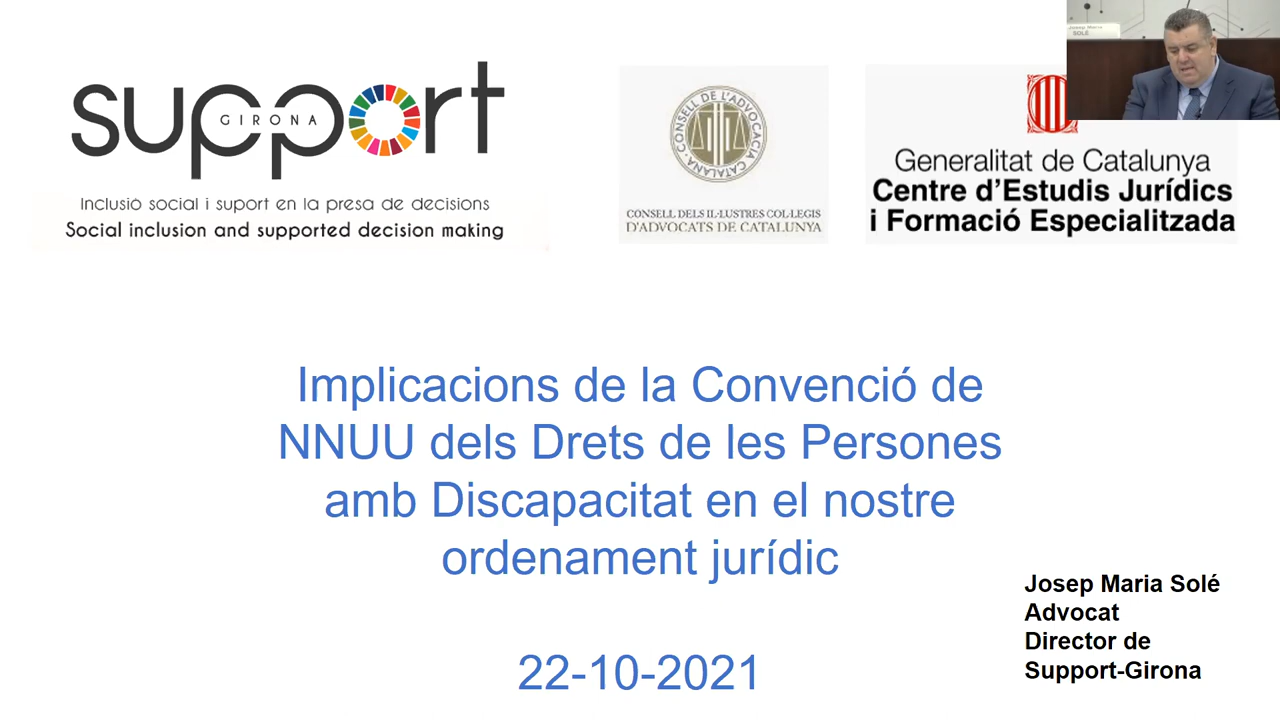 support
GIRONA
Inclusió social i suport en la presa de decisions
Social inclusion and supported decision making
CONSELL DE L'ADVOCACIA CATALANA
CONSELL DELS IL·LUSTRES COL·LEGIS
D'ADVOCATS DE CATALUNYA
Josep Maria
SOLÉ
Generalitat de Catalunya
Centre d'Estudis Jurídics
i Formació Especialitzada
Implicacions de la Convenció de
NNUU dels Drets de les Persones
amb Discapacitat en el nostre
ordenament jurídic
22-10-2021
Josep Maria Solé
Advocat
Director de
Support-Girona